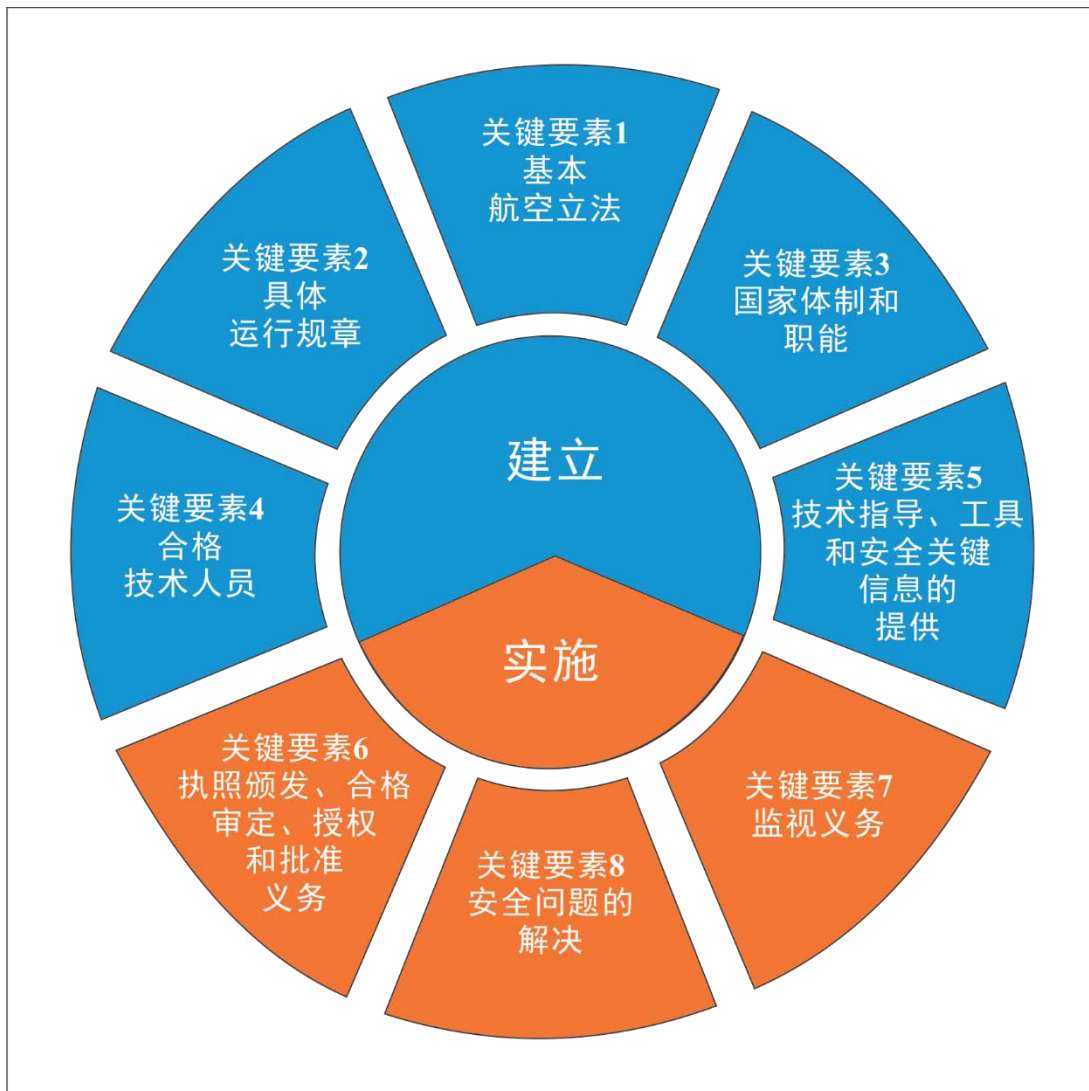 关键要素1
基本
航空立法
关键要素2
具体
运行规章
关键要素3
国家体制和
职能
建立
关键要素4
合格
技术人员
关键要素5
技术指导、工具
和安全关键
信息的
提供
实施
关键要素6
执照颁发、合格
审定、授权
和批准
义务
关键要素7
监视义务
关键要素8
安全问题的
解决